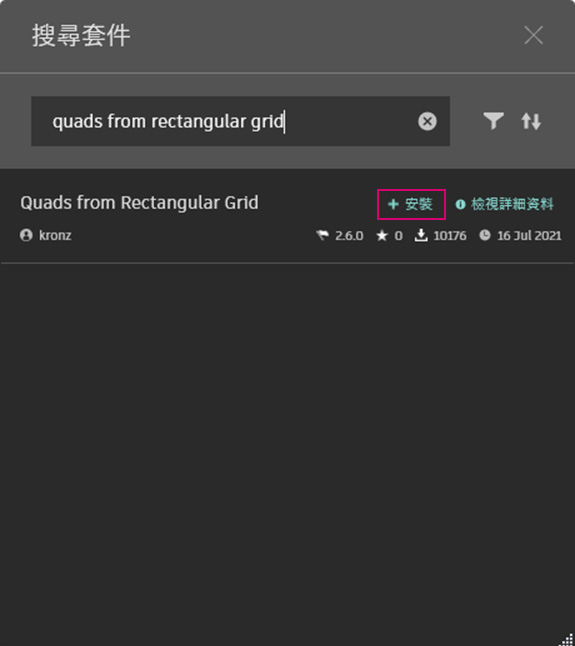 搜尋套件
quads from rectangular grid
Quads from Rectangular Grid
安裝 檢視詳細資料
kronz 2.6.0 0 10176 16 Jul 2021